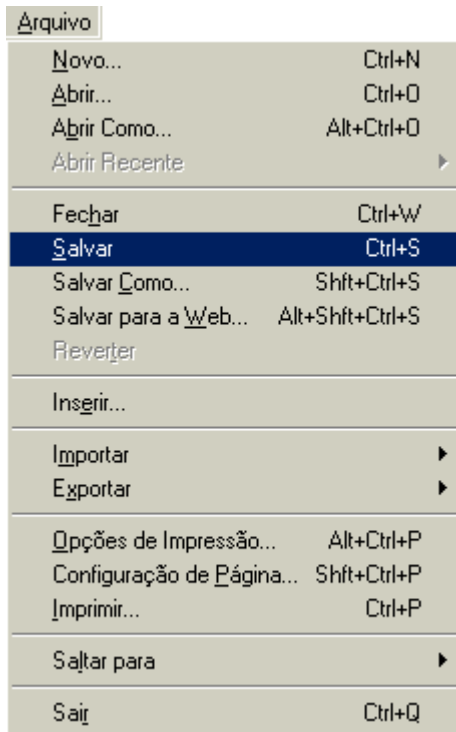 Arquivo
Novo... Ctrl+N
Abrir... Ctrl+O
Abrir Como... Alt+Ctrl+O
Abrir Recente
Fechar Ctrl+W
Salvar Ctrl+S
Salvar Como... Shft+Ctrl+S
Salvar para a Web... Alt+Shft+Ctrl+S
Reverter
Inserir...
Importar
Exportar
Opções de Impressão... Alt+Ctrl+P
Configuração de Página... Shft+Ctrl+P
Imprimir... Ctrl+P
Saltar para
Sair Ctrl+Q